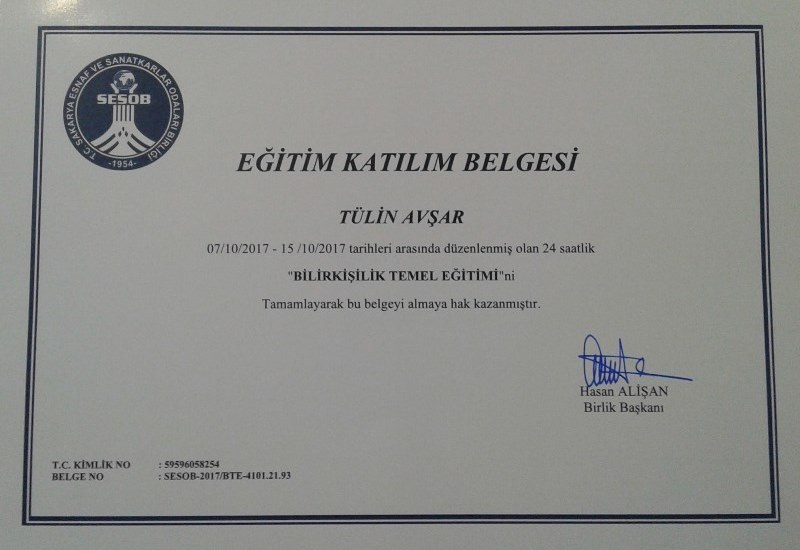 T.C. SAKARYA ESNAF VE SANATKARLAR ODALARI BİRLİĞİ
SESOB
-1954-
EĞİTİM KATILIM BELGESİ
TÜLİN AVŞAR
07/10/2017 - 15 /10/2017 tarihleri arasında düzenlenmiş olan 24 saatlik
"BİLİRKİŞİLİK TEMEL EĞİTİMİ"ni
Tamamlayarak bu belgeyi almaya hak kazanmıştır.
Hasan ALİŞAN
Birlik Başkanı
T.C. KİMLİK NO : 59596058254
BELGE NO : SESOB-2017/BTE-4101.21.93